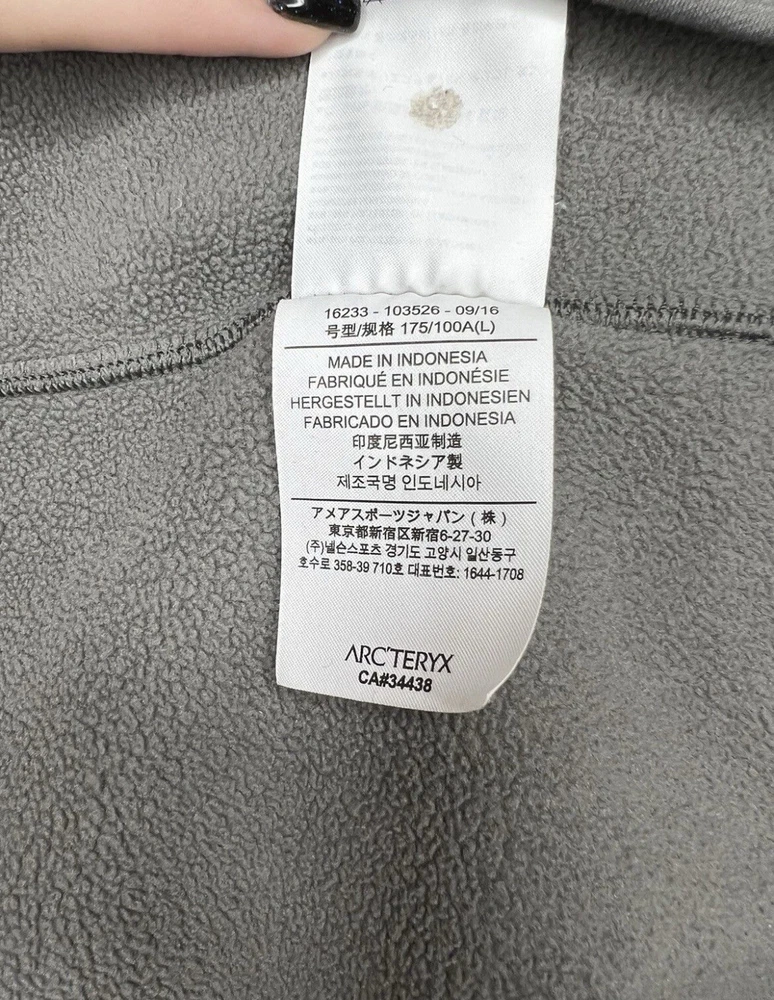 16233 - 103526 - 09/16
号型/规格 175/100A(L)
MADE IN INDONESIA
FABRIQUÉ EN INDONÉSIE
HERGESTELLT IN INDONESIEN
FABRICADO EN INDONESIA
印度尼西亚制造
インドネシア製
제조국명 인도네시아
アメアスポーツジャパン ( 株 )
東京都新宿区新宿6-27-30
(주)넬슨스포츠 경기도 고양시 일산동구
호수로 358-39 710호 대표번호: 1644-1708
ARC'TERYX
CA#34438